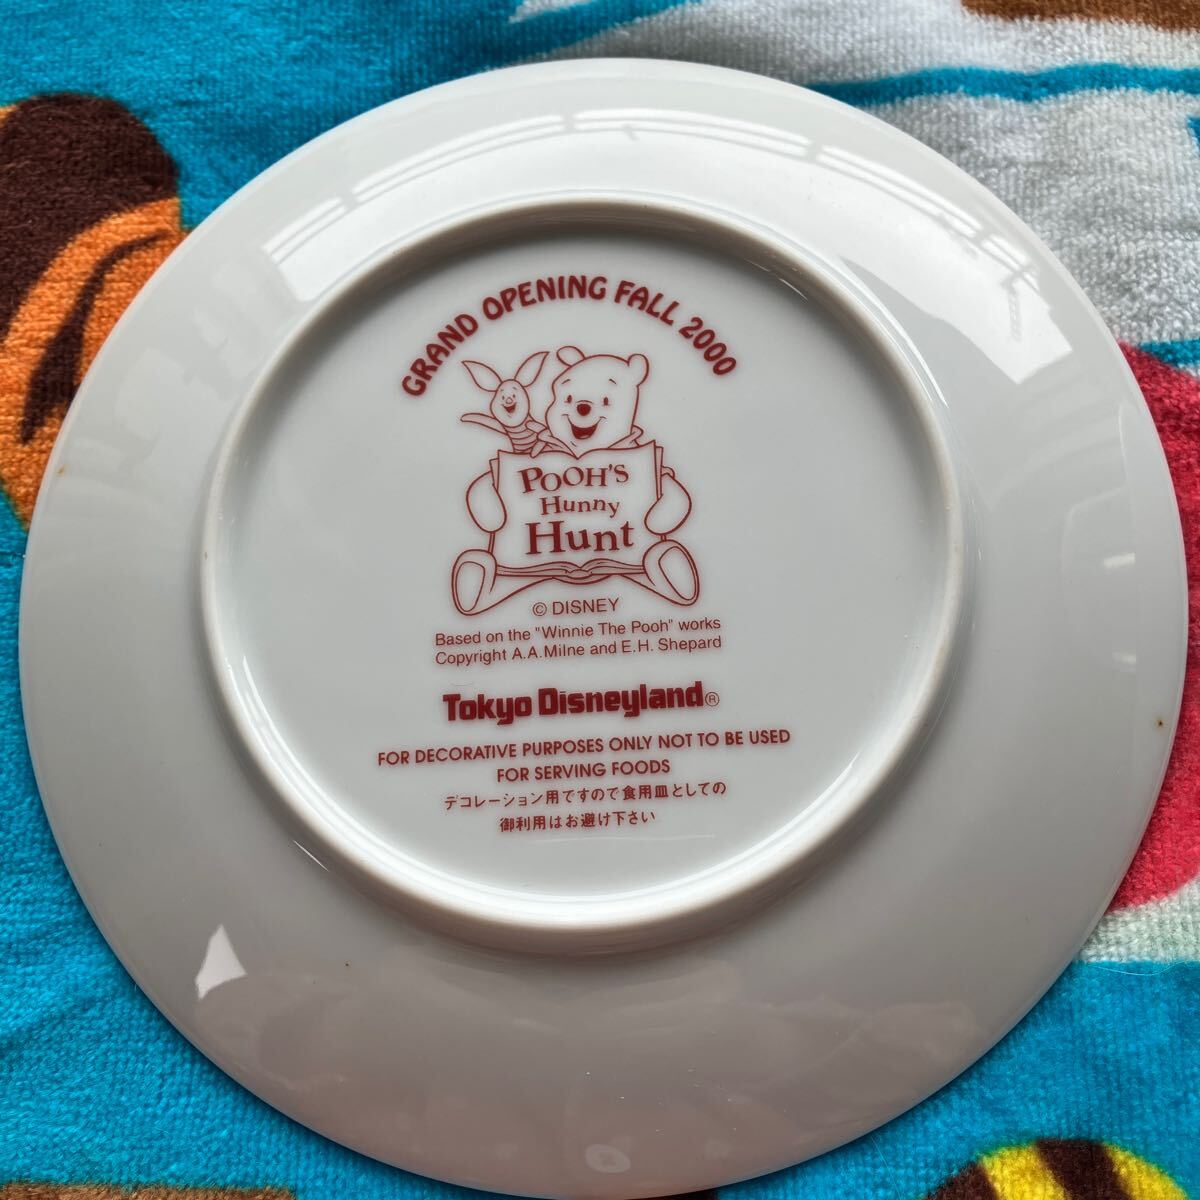 GRAND OPENING FALL 2000
POOH'S
Hunny
Hunt
© DISNEY
Based on the "Winnie The Pooh" works
Copyright A.A.Milne and E.H. Shepard
Tokyo Disneyland®
FOR DECORATIVE PURPOSES ONLY NOT TO BE USED
FOR SERVING FOODS
デコレーション用ですので食用皿としての
御利用はお避け下さい